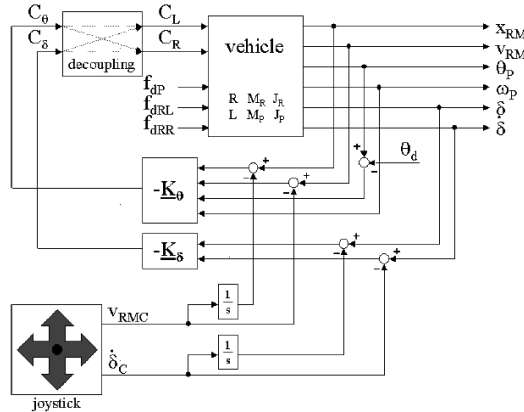 C_θ
C_δ
decoupling
C_L
C_R
vehicle
R M_R J_R
L M_P J_P
f_dP
f_dRL
f_dRR
x_RM
v_RM
θ_P
ω_P
δ
δ̇
θ_d
-K_θ
-K_δ
+
−
+
−
+
−
+
−
+
−
v_RMC
1
s
δ̇_C
1
s
joystick